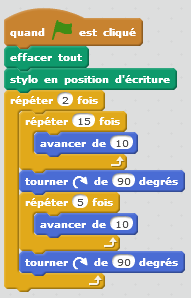 quand est cliqué
effacer tout
stylo en position d'écriture
répéter 2 fois
répéter 15 fois
avancer de 10
tourner de 90 degrés
répéter 5 fois
avancer de 10
tourner de 90 degrés